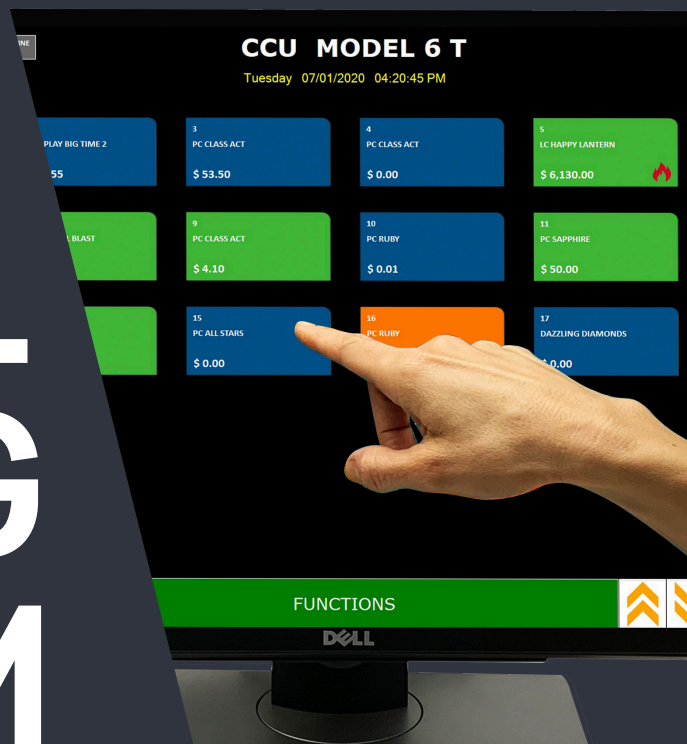 CCU MODEL 6 T
Tuesday 07/01/2020 04:20:45 PM
PLAY BIG TIME 2
55
3
PC CLASS ACT
$ 53.50
4
PC CLASS ACT
$ 0.00
5
LC HAPPY LANTERN
$ 6,130.00
BLAST
9
PC CLASS ACT
$ 4.10
10
PC RUBY
$ 0.01
11
PC SAPPHIRE
$ 50.00
15
PC ALL STARS
$ 0.00
16
PC RUBY
17
DAZZLING DIAMONDS
$ 0.00
FUNCTIONS
DELL
G
M